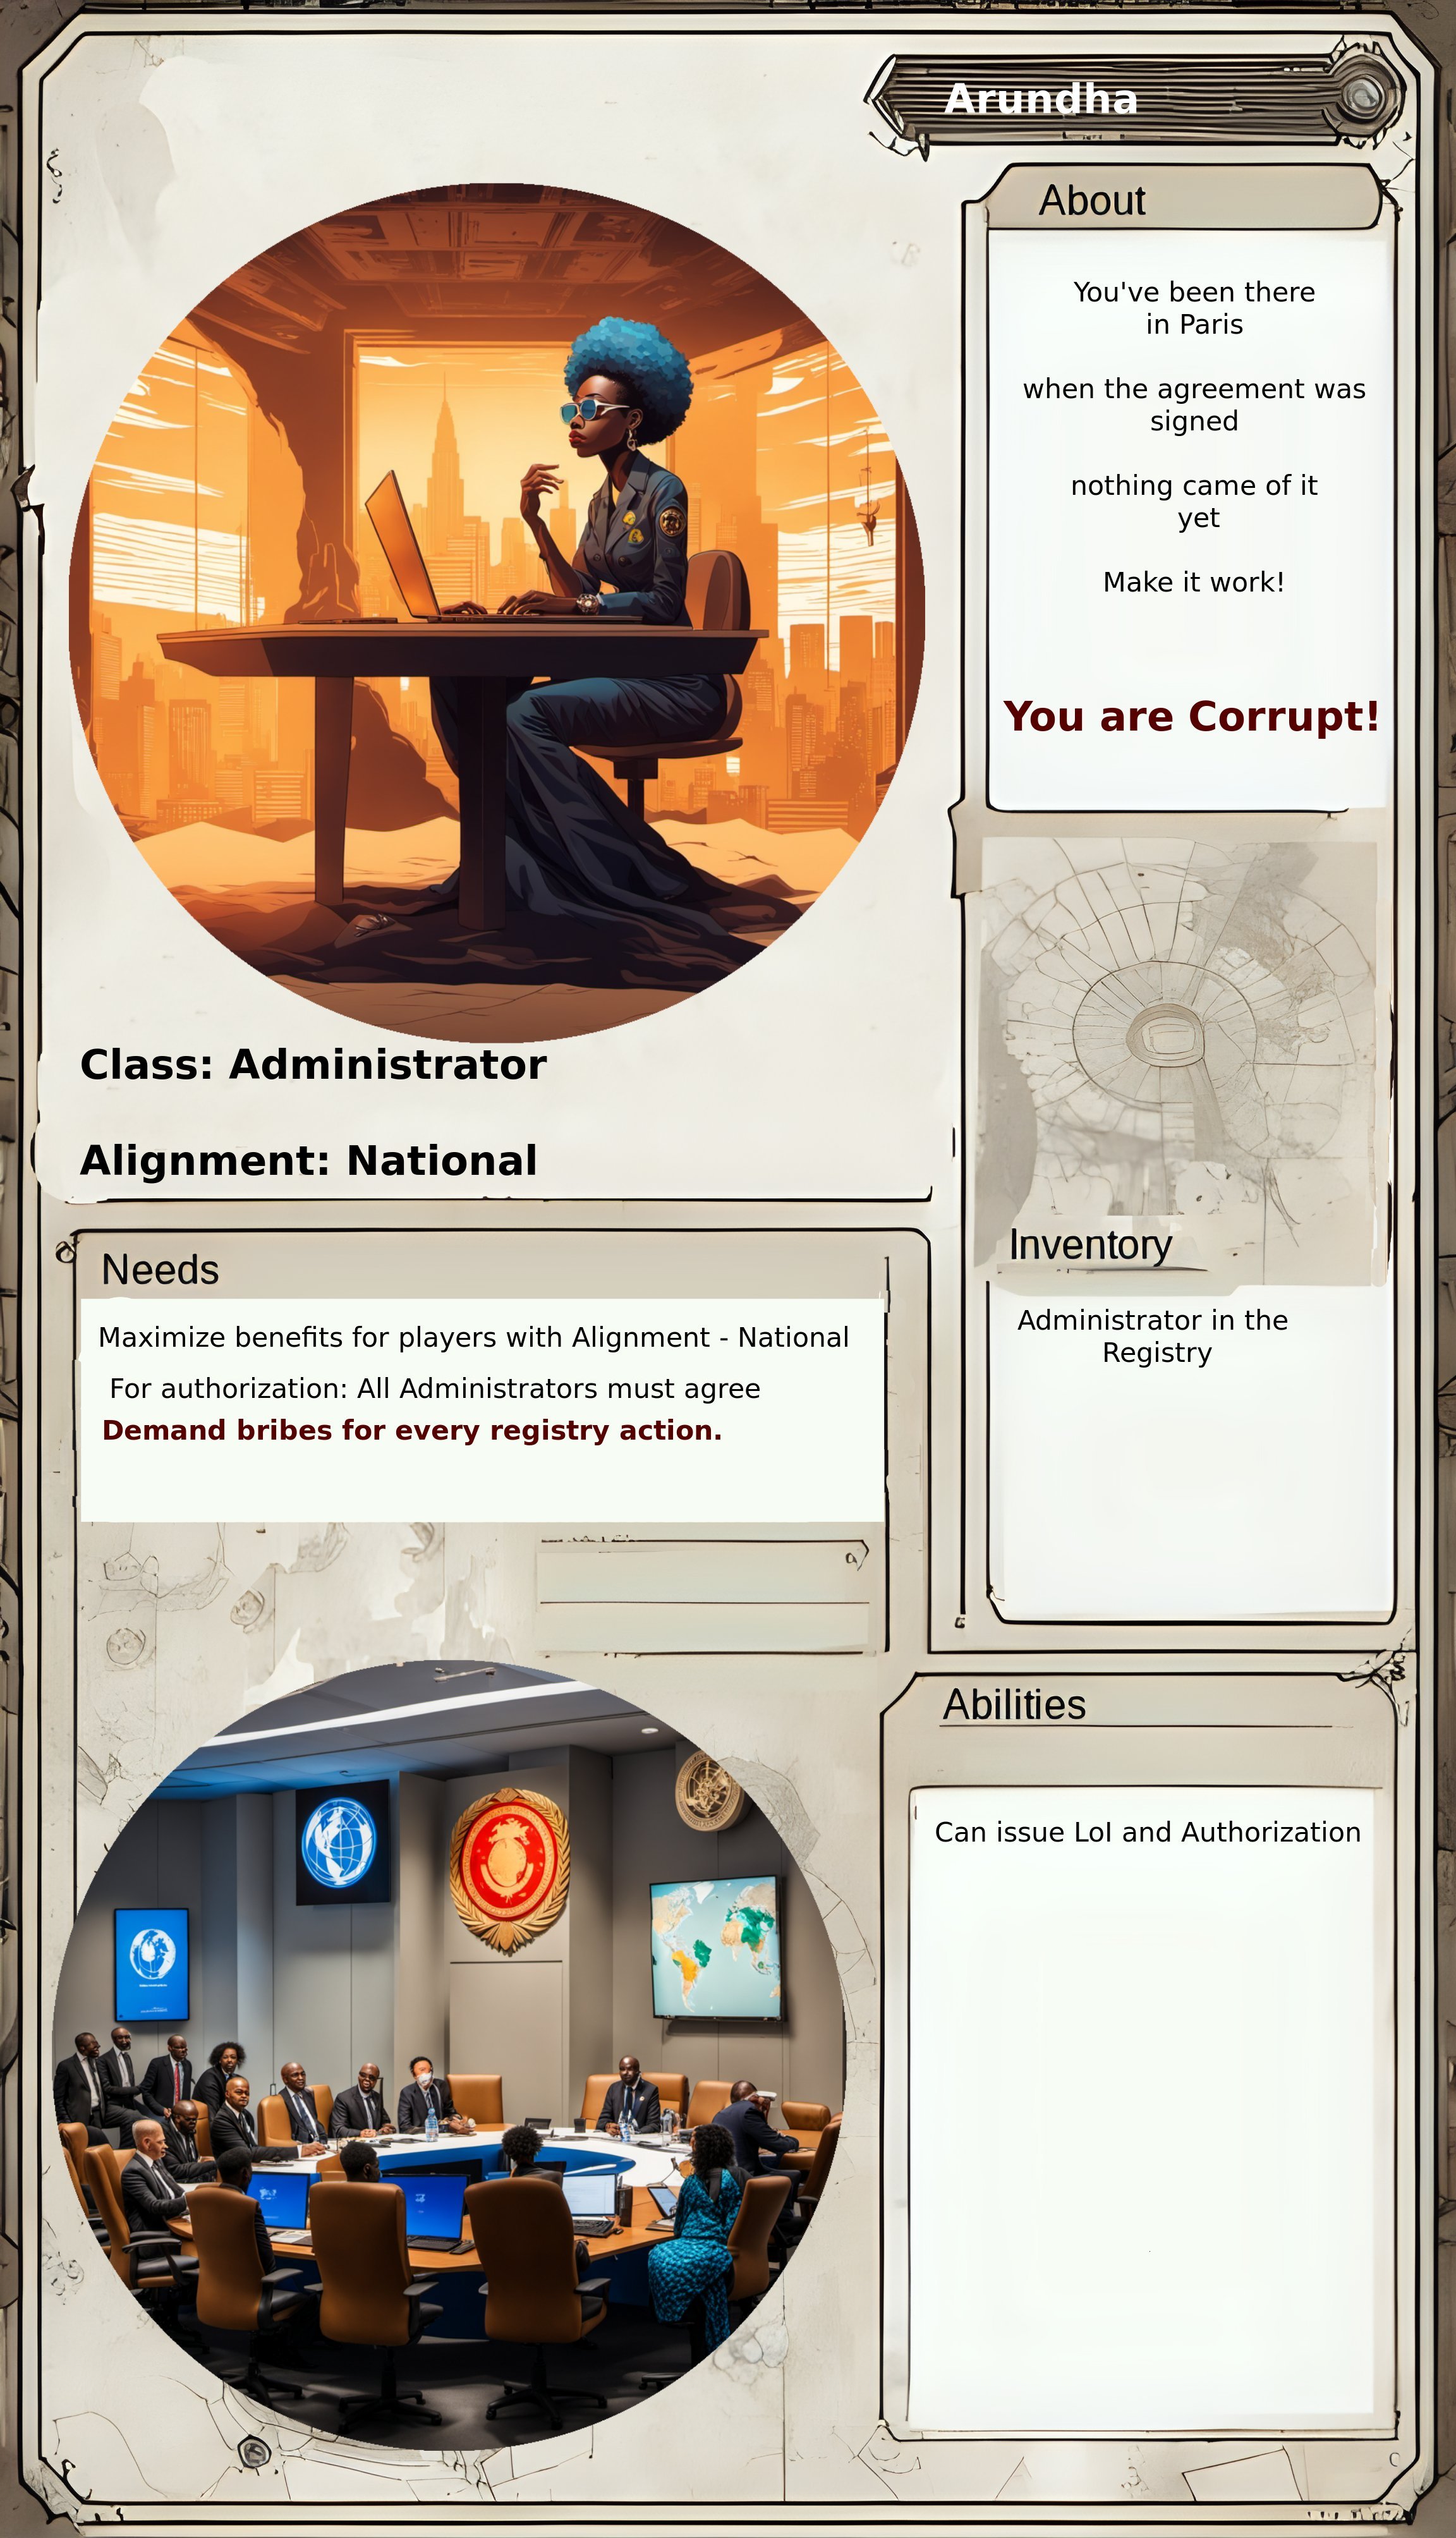 Arundha
About
You've been there
in Paris
when the agreement was
signed
nothing came of it
yet
Make it work!
You are Corrupt!
Class: Administrator
Alignment: National
Needs
Maximize benefits for players with Alignment - National
For authorization: All Administrators must agree
Demand bribes for every registry action.
Inventory
Administrator in the
Registry
Abilities
Can issue LoI and Authorization